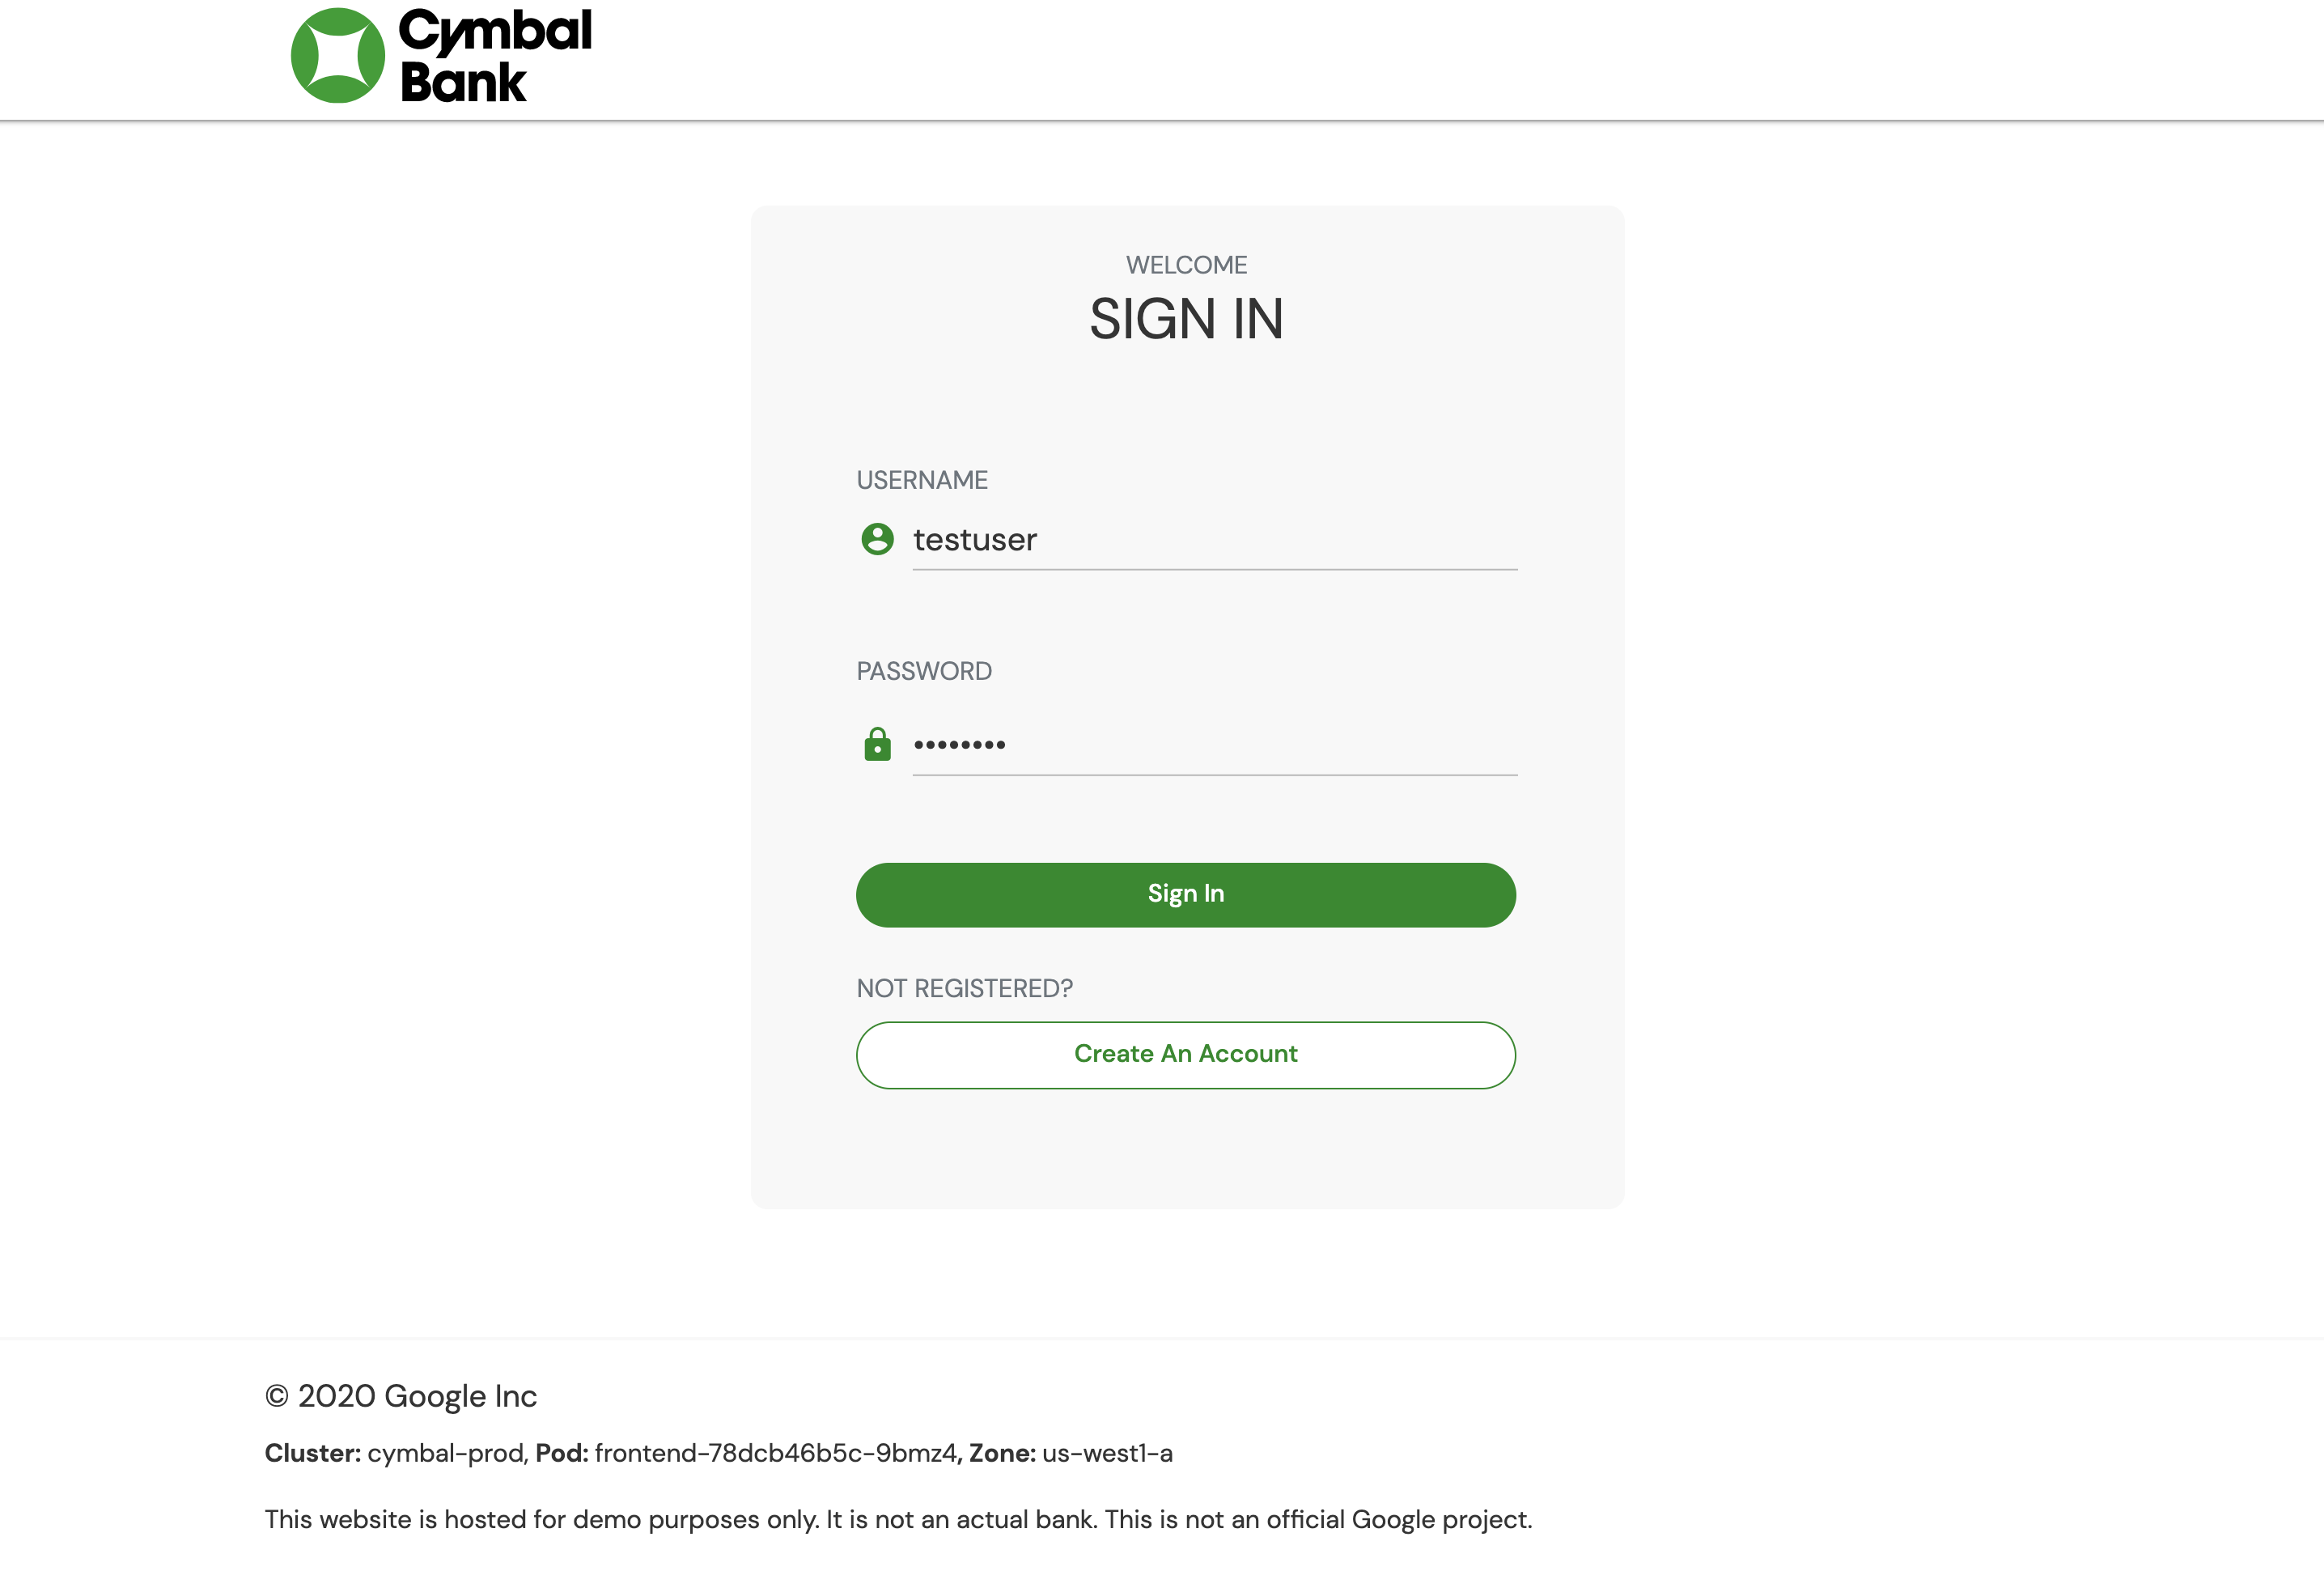 Cymbal
Bank
WELCOME
SIGN IN
USERNAME
testuser
PASSWORD
••••••••
Sign In
NOT REGISTERED?
Create An Account
© 2020 Google Inc
Cluster: cymbal-prod, Pod: frontend-78dcb46b5c-9bmz4, Zone: us-west1-a
This website is hosted for demo purposes only. It is not an actual bank. This is not an official Google project.